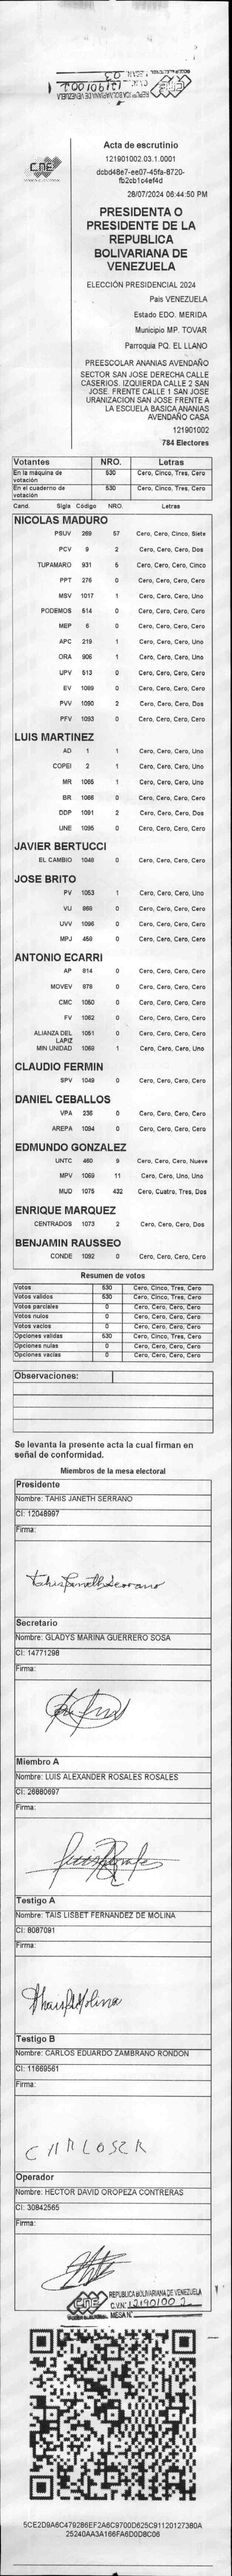 Acta de escrutinio
121901002.03.1.0001
dcbd48e7-ee07-45fa-8720-
fb2cb1c4ef4d
28/07/2024 06:44:50 PM
CNE
PRESIDENTA O
PRESIDENTE DE LA
REPUBLICA
BOLIVARIANA DE
VENEZUELA
ELECCIÓN PRESIDENCIAL 2024
Pais VENEZUELA
Estado EDO. MERIDA
Municipio MP. TOVAR
Parroquia PQ. EL LLANO
PREESCOLAR ANANIAS AVENDAÑO
SECTOR SAN JOSE DERECHA CALLE
CASERIOS. IZQUIERDA CALLE 2 SAN
JOSE. FRENTE CALLE 1 SAN JOSE
URANIZACION SAN JOSE FRENTE A
LA ESCUELA BASICA ANANIAS
AVENDAÑO CASA
121901002
784 Electores
Votantes NRO. Letras
En la máquina de votación 530 Cero, Cinco, Tres, Cero
En el cuaderno de votación 530 Cero, Cinco, Tres, Cero
Cand. Sigla Código NRO. Letras
NICOLAS MADURO
PSUV 269 57 Cero, Cero, Cinco, Siete
PCV 9 2 Cero, Cero, Cero, Dos
TUPAMARO 931 5 Cero, Cero, Cero, Cinco
PPT 276 0 Cero, Cero, Cero, Cero
MSV 1017 1 Cero, Cero, Cero, Uno
PODEMOS 514 0 Cero, Cero, Cero, Cero
MEP 6 0 Cero, Cero, Cero, Cero
APC 219 1 Cero, Cero, Cero, Uno
ORA 906 1 Cero, Cero, Cero, Uno
UPV 513 0 Cero, Cero, Cero, Cero
EV 1089 0 Cero, Cero, Cero, Cero
PVV 1090 2 Cero, Cero, Cero, Dos
PFV 1093 0 Cero, Cero, Cero, Cero
LUIS MARTINEZ
AD 1 1 Cero, Cero, Cero, Uno
COPEI 2 1 Cero, Cero, Cero, Uno
MR 1065 1 Cero, Cero, Cero, Uno
BR 1066 0 Cero, Cero, Cero, Cero
DDP 1091 2 Cero, Cero, Cero, Dos
UNE 1095 0 Cero, Cero, Cero, Cero
JAVIER BERTUCCI
EL CAMBIO 1048 0 Cero, Cero, Cero, Cero
JOSE BRITO
PV 1053 1 Cero, Cero, Cero, Uno
VU 868 0 Cero, Cero, Cero, Cero
UVV 1096 0 Cero, Cero, Cero, Cero
MPJ 459 0 Cero, Cero, Cero, Cero
ANTONIO ECARRI
AP 814 0 Cero, Cero, Cero, Cero
MOVEV 878 0 Cero, Cero, Cero, Cero
CMC 1050 0 Cero, Cero, Cero, Cero
FV 1062 0 Cero, Cero, Cero, Cero
ALIANZA DEL LAPIZ 1051 0 Cero, Cero, Cero, Cero
MIN UNIDAD 1068 1 Cero, Cero, Cero, Uno
CLAUDIO FERMIN
SPV 1049 0 Cero, Cero, Cero, Cero
DANIEL CEBALLOS
VPA 236 0 Cero, Cero, Cero, Cero
AREPA 1094 0 Cero, Cero, Cero, Cero
EDMUNDO GONZALEZ
UNTC 460 9 Cero, Cero, Cero, Nueve
MPV 1069 11 Cero, Cero, Uno, Uno
MUD 1075 432 Cero, Cuatro, Tres, Dos
ENRIQUE MARQUEZ
CENTRADOS 1073 2 Cero, Cero, Cero, Dos
BENJAMIN RAUSSEO
CONDE 1092 0 Cero, Cero, Cero, Cero
Resumen de votos
Votos 530 Cero, Cinco, Tres, Cero
Votos validos 530 Cero, Cinco, Tres, Cero
Votos parciales 0 Cero, Cero, Cero, Cero
Votos nulos 0 Cero, Cero, Cero, Cero
Votos vacios 0 Cero, Cero, Cero, Cero
Opciones validas 530 Cero, Cinco, Tres, Cero
Opciones nulas 0 Cero, Cero, Cero, Cero
Opciones vacias 0 Cero, Cero, Cero, Cero
Observaciones:
Se levanta la presente acta la cual firman en
señal de conformidad.
Miembros de la mesa electoral
Presidente
Nombre: TAHIS JANETH SERRANO
CI: 12048997
Firma:
Secretario
Nombre: GLADYS MARINA GUERRERO SOSA
CI: 14771298
Firma:
Miembro A
Nombre: LUIS ALEXANDER ROSALES ROSALES
CI: 26880697
Firma:
Testigo A
Nombre: TAIS LISBET FERNANDEZ DE MOLINA
CI: 8087091
Firma:
Testigo B
Nombre: CARLOS EDUARDO ZAMBRANO RONDON
CI: 11669561
Firma:
CARLOSZR
Operador
Nombre: HECTOR DAVID OROPEZA CONTRERAS
CI: 30842565
Firma:
CNE
REPÚBLICA BOLIVARIANA DE VENEZUELA
C.V.N° 12190100 2
MESA N°
5CE2D9A6C479286EF2A6C9700D625C91120127380A
25240AA3A166FA6D0D8C06